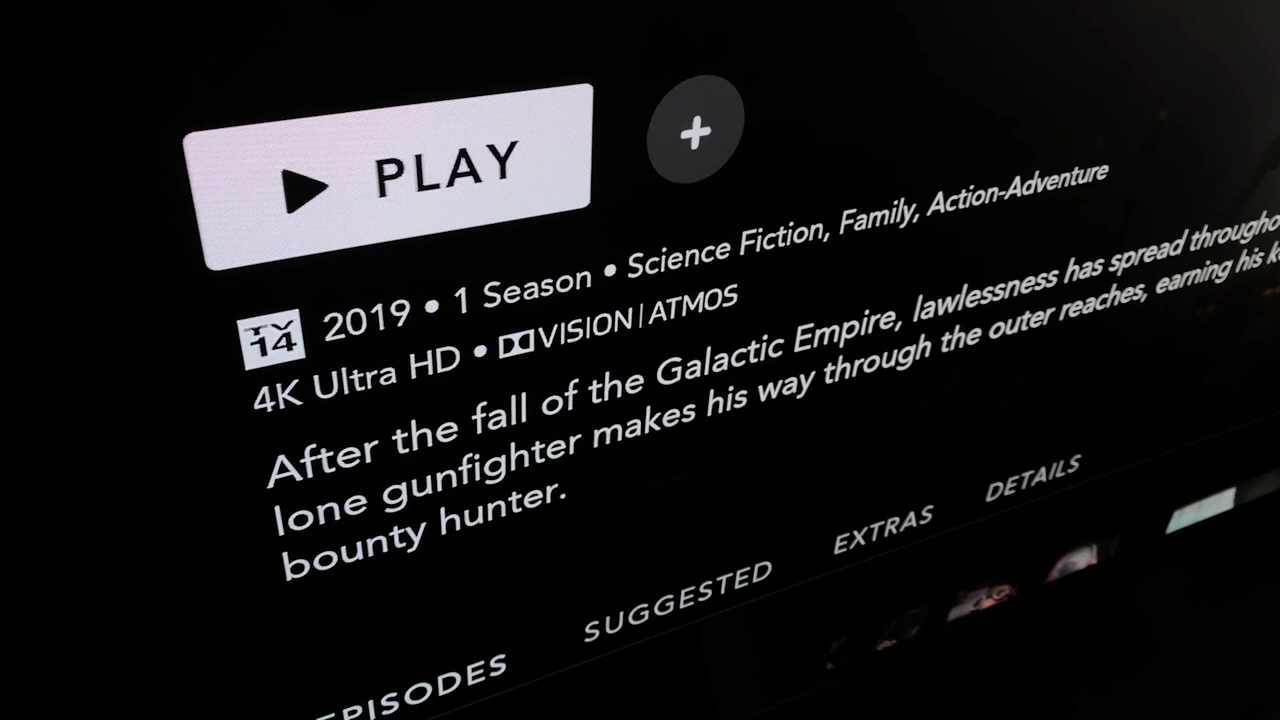 PLAY
TV
14
2019 • 1 Season • Science Fiction, Family, Action-Adventure
4K Ultra HD • VISION | ATMOS
After the fall of the Galactic Empire, lawlessness has spread
lone gunfighter makes his way through the outer reaches, earning his
bounty hunter.
EPISODES
SUGGESTED
EXTRAS
DETAILS